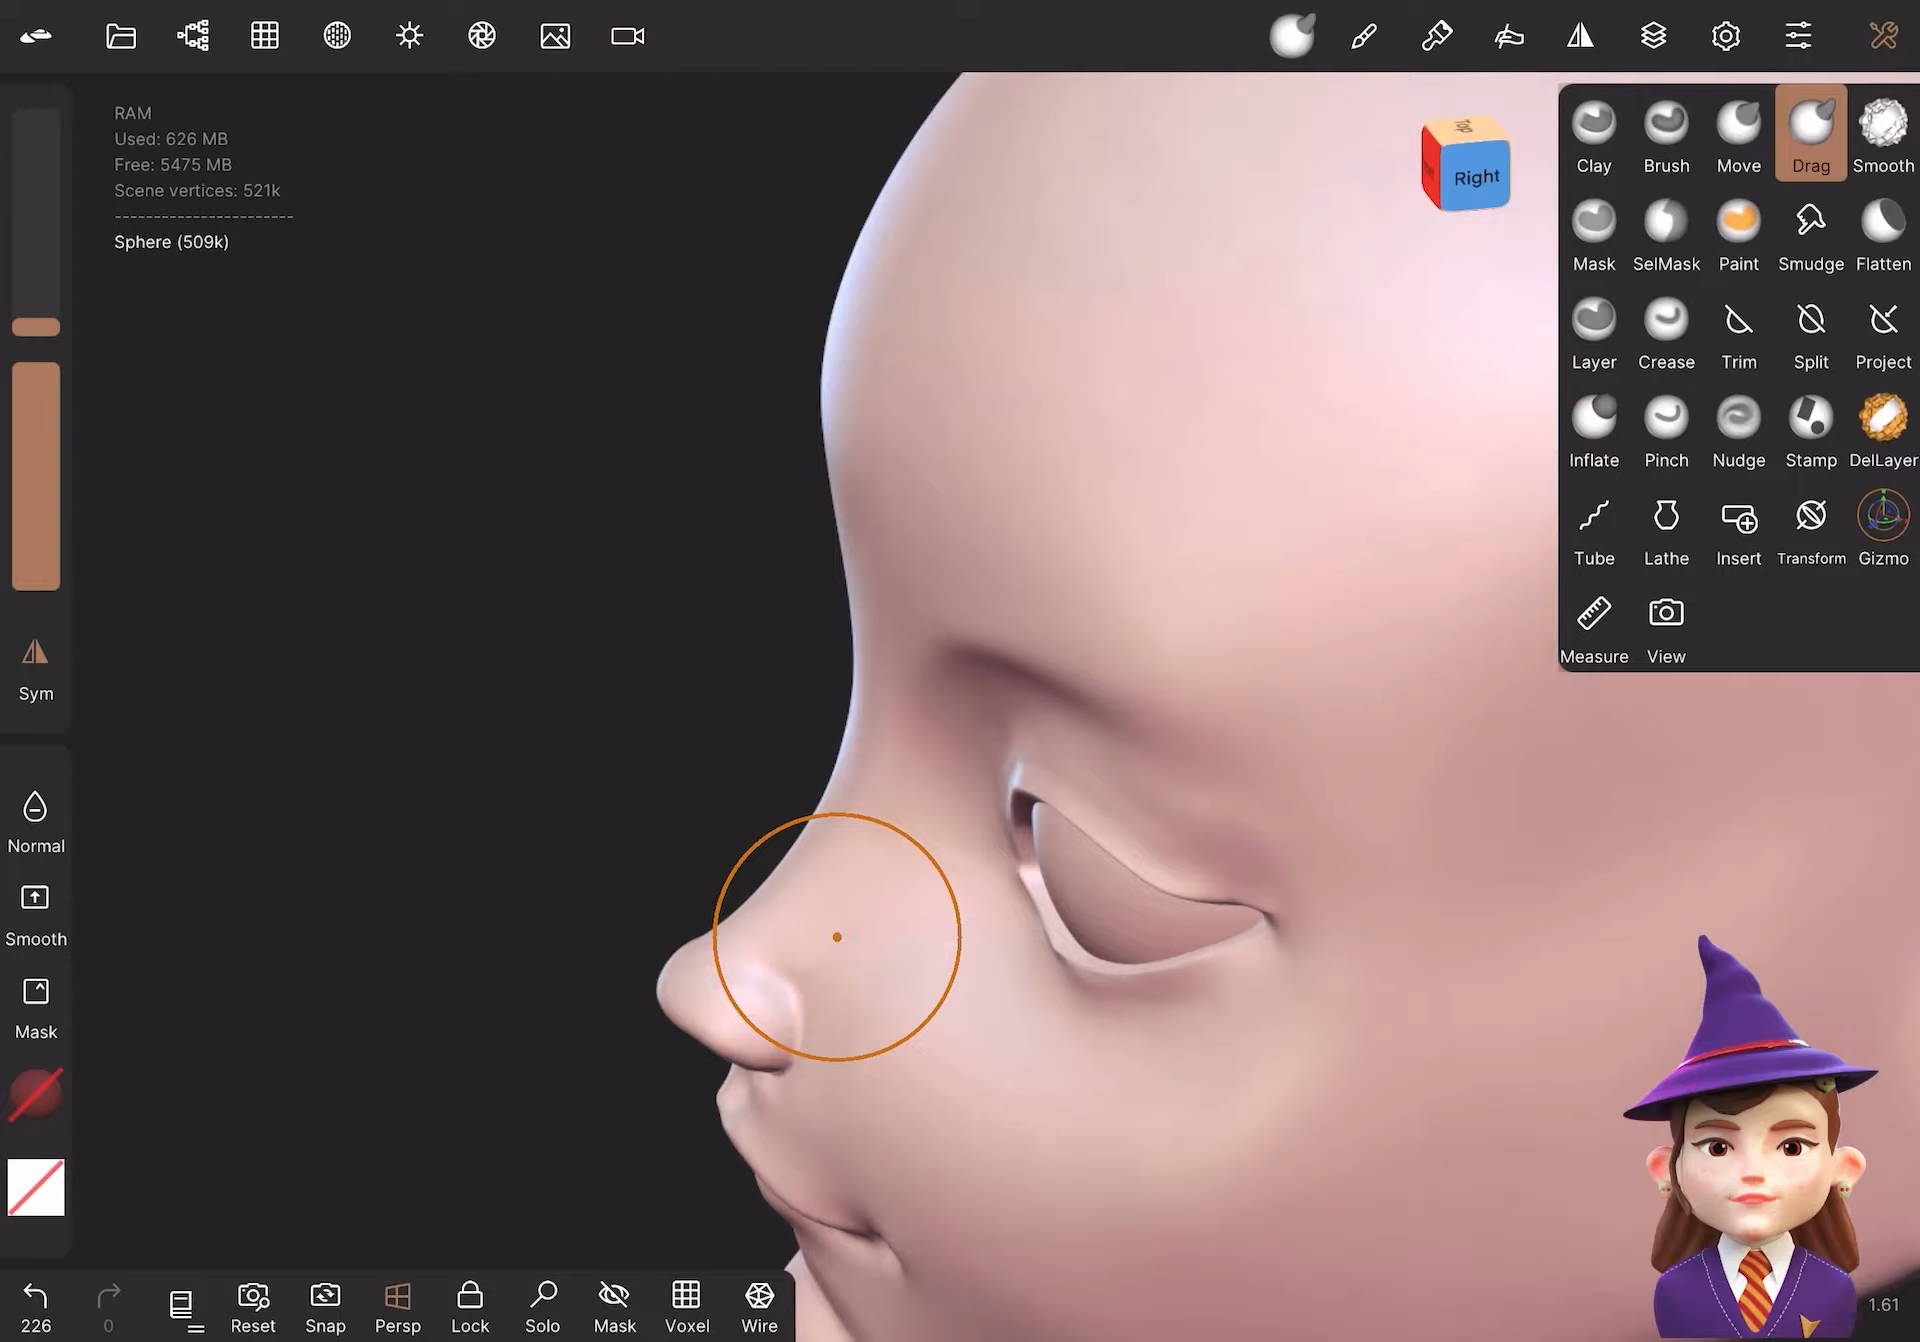 RAM
Used: 626 MB
Free: 5475 MB
Scene vertices: 521k
-----------------------
Sphere (509k)
Top
Right
Clay
Brush
Move
Drag
Smooth
Mask
SelMask
Paint
Smudge
Flatten
Layer
Crease
Trim
Split
Project
Inflate
Pinch
Nudge
Stamp
DelLayer
Tube
Lathe
Insert
Transform
Gizmo
Measure
View
Sym
Normal
Smooth
Mask
226
0
Reset
Snap
Persp
Lock
Solo
Mask
Voxel
Wire
1.61